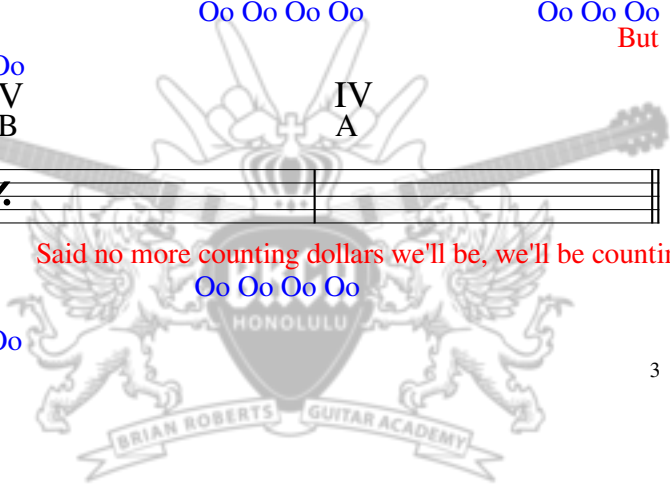 Oo Oo Oo Oo Oo Oo Oo
But
Oo
V IV
B A
Said no more counting dollars we'll be, we'll be countin
Oo Oo Oo Oo
HONOLULU
Oo
3
BRIAN ROBERTS GUITAR ACADEMY